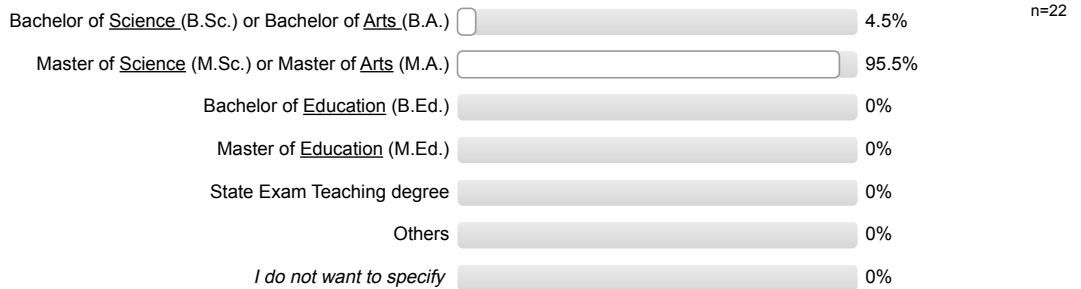 Bachelor of Science (B.Sc.) or Bachelor of Arts (B.A.) 4.5% n=22
Master of Science (M.Sc.) or Master of Arts (M.A.) 95.5%
Bachelor of Education (B.Ed.) 0%
Master of Education (M.Ed.) 0%
State Exam Teaching degree 0%
Others 0%
I do not want to specify 0%